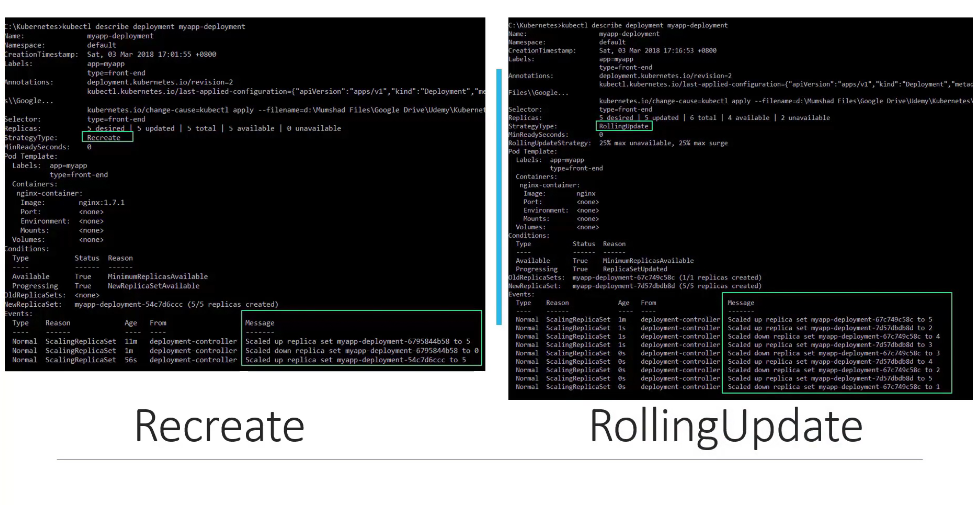 C:\Kubernetes>kubectl describe deployment myapp-deployment
Name: myapp-deployment
Namespace: default
CreationTimestamp: Sat, 03 Mar 2018 17:01:55 +0800
Labels: app=myapp
type=front-end
Annotations: deployment.kubernetes.io/revision=2
kubectl.kubernetes.io/last-applied-configuration={"apiVersion":"apps/v1","kind":"Deployment","me
s\\Google...
kubernetes.io/change-cause=kubectl apply --filename=d:\Mumshad Files\Google Drive\Udemy\Kubernet
Selector: type=front-end
Replicas: 5 desired | 5 updated | 5 total | 5 available | 0 unavailable
StrategyType: Recreate
MinReadySeconds: 0
Pod Template:
Labels: app=myapp
type=front-end
Containers:
nginx-container:
Image: nginx:1.7.1
Port: <none>
Environment: <none>
Mounts: <none>
Volumes: <none>
Conditions:
Type Status Reason
---- ------ ------
Available True MinimumReplicasAvailable
Progressing True NewReplicaSetAvailable
OldReplicaSets: <none>
NewReplicaSet: myapp-deployment-54c7d6ccc (5/5 replicas created)
Events:
Type Reason Age From Message
---- ------ ---- ---- -------
Normal ScalingReplicaSet 11m deployment-controller Scaled up replica set myapp-deployment-6795844b58 to 5
Normal ScalingReplicaSet 1m deployment-controller Scaled down replica set myapp-deployment-6795844b58 to 0
Normal ScalingReplicaSet 56s deployment-controller Scaled up replica set myapp-deployment-54c7d6ccc to 5
Recreate
C:\Kubernetes>kubectl describe deployment myapp-deployment
Name: myapp-deployment
Namespace: default
CreationTimestamp: Sat, 03 Mar 2018 17:16:53 +0800
Labels: app=myapp
type=front-end
Annotations: deployment.kubernetes.io/revision=2
kubectl.kubernetes.io/last-applied-configuration={"apiVersion":"apps/v1","kind":"Deployment","meta
Files\\Google...
kubernetes.io/change-cause=kubectl apply --filename=d:\Mumshad Files\Google Drive\Udemy\Kubernetes
Selector: type=front-end
Replicas: 5 desired | 5 updated | 6 total | 4 available | 2 unavailable
StrategyType: RollingUpdate
MinReadySeconds: 0
RollingUpdateStrategy: 25% max unavailable, 25% max surge
Pod Template:
Labels: app=myapp
type=front-end
Containers:
nginx-container:
Image: nginx
Port: <none>
Environment: <none>
Mounts: <none>
Volumes: <none>
Conditions:
Type Status Reason
---- ------ ------
Available True MinimumReplicasAvailable
Progressing True ReplicaSetUpdated
OldReplicaSets: myapp-deployment-67c749c58c (1/1 replicas created)
NewReplicaSet: myapp-deployment-7d57dbdb8d (5/5 replicas created)
Events:
Type Reason Age From Message
---- ------ ---- ---- -------
Normal ScalingReplicaSet 1m deployment-controller Scaled up replica set myapp-deployment-67c749c58c to 5
Normal ScalingReplicaSet 1s deployment-controller Scaled up replica set myapp-deployment-7d57dbdb8d to 2
Normal ScalingReplicaSet 1s deployment-controller Scaled down replica set myapp-deployment-67c749c58c to 4
Normal ScalingReplicaSet 1s deployment-controller Scaled up replica set myapp-deployment-7d57dbdb8d to 3
Normal ScalingReplicaSet 0s deployment-controller Scaled down replica set myapp-deployment-67c749c58c to 3
Normal ScalingReplicaSet 0s deployment-controller Scaled up replica set myapp-deployment-7d57dbdb8d to 4
Normal ScalingReplicaSet 0s deployment-controller Scaled down replica set myapp-deployment-67c749c58c to 2
Normal ScalingReplicaSet 0s deployment-controller Scaled up replica set myapp-deployment-7d57dbdb8d to 5
Normal ScalingReplicaSet 0s deployment-controller Scaled down replica set myapp-deployment-67c749c58c to 1
RollingUpdate